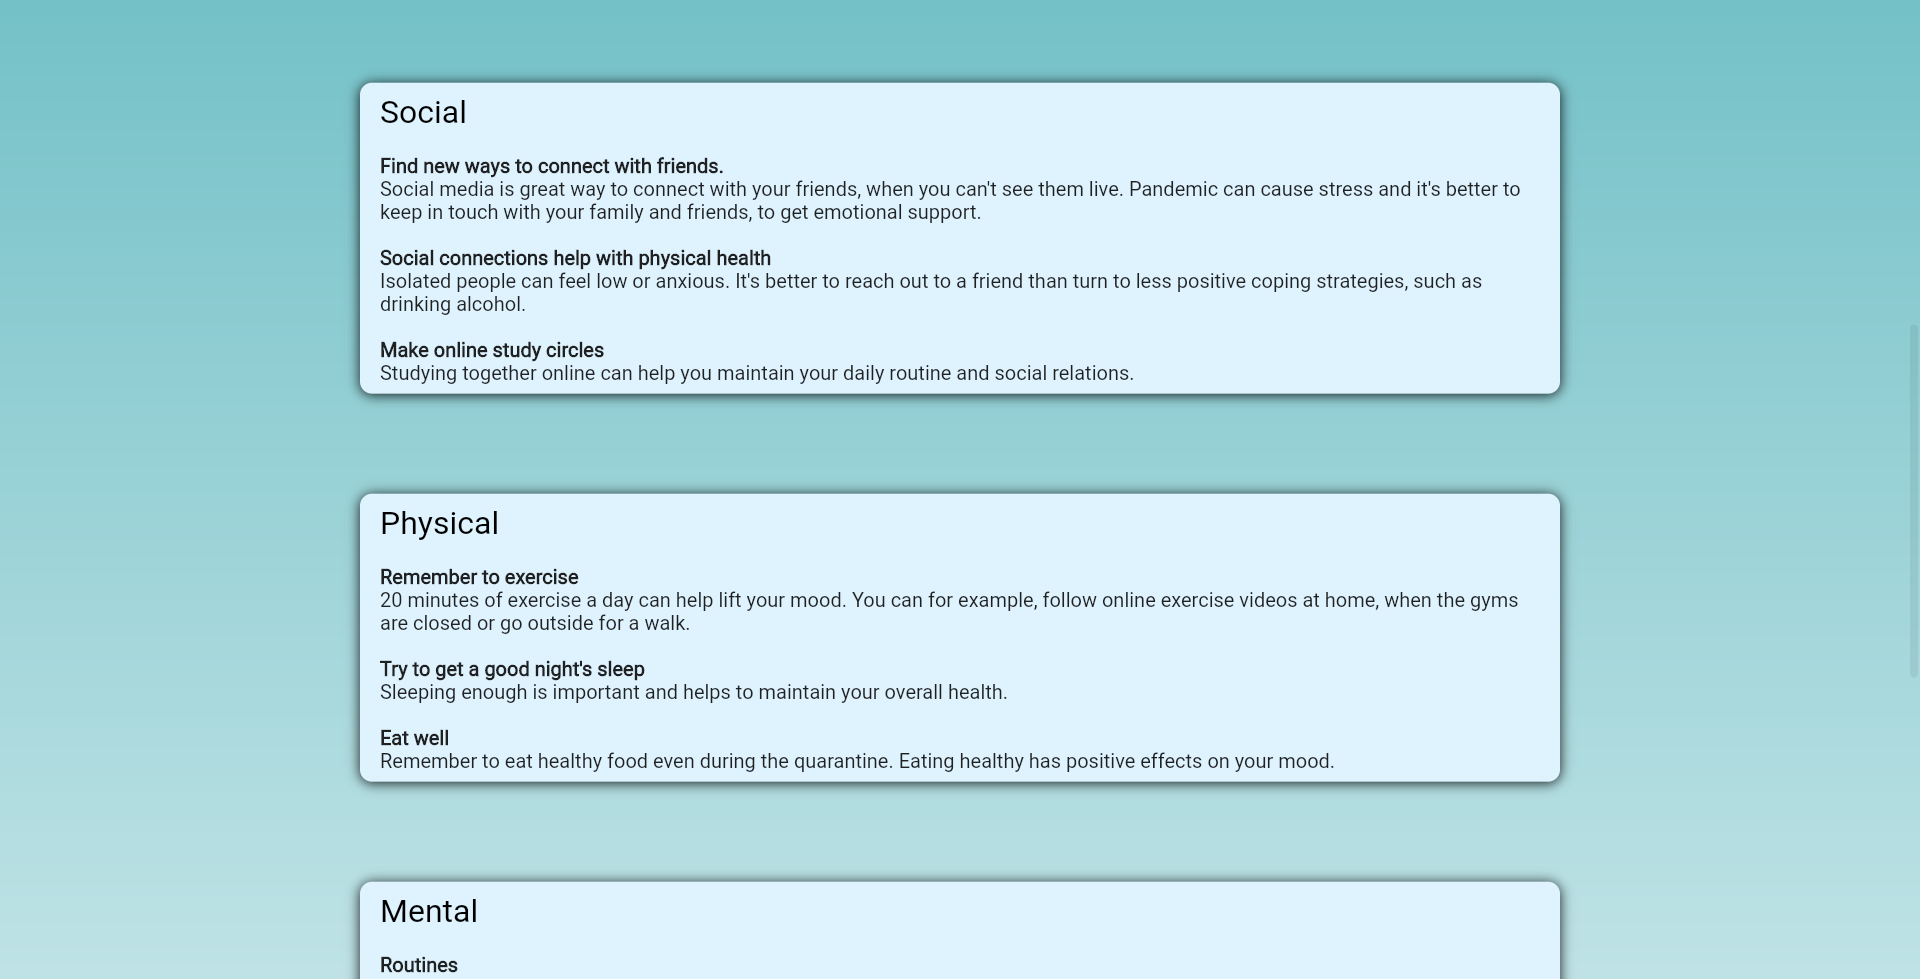 Social
Find new ways to connect with friends.
Social media is great way to connect with your friends, when you can't see them live. Pandemic can cause stress and it's better to
keep in touch with your family and friends, to get emotional support.
Social connections help with physical health
Isolated people can feel low or anxious. It's better to reach out to a friend than turn to less positive coping strategies, such as
drinking alcohol.
Make online study circles
Studying together online can help you maintain your daily routine and social relations.
Physical
Remember to exercise
20 minutes of exercise a day can help lift your mood. You can for example, follow online exercise videos at home, when the gyms
are closed or go outside for a walk.
Try to get a good night's sleep
Sleeping enough is important and helps to maintain your overall health.
Eat well
Remember to eat healthy food even during the quarantine. Eating healthy has positive effects on your mood.
Mental
Routines